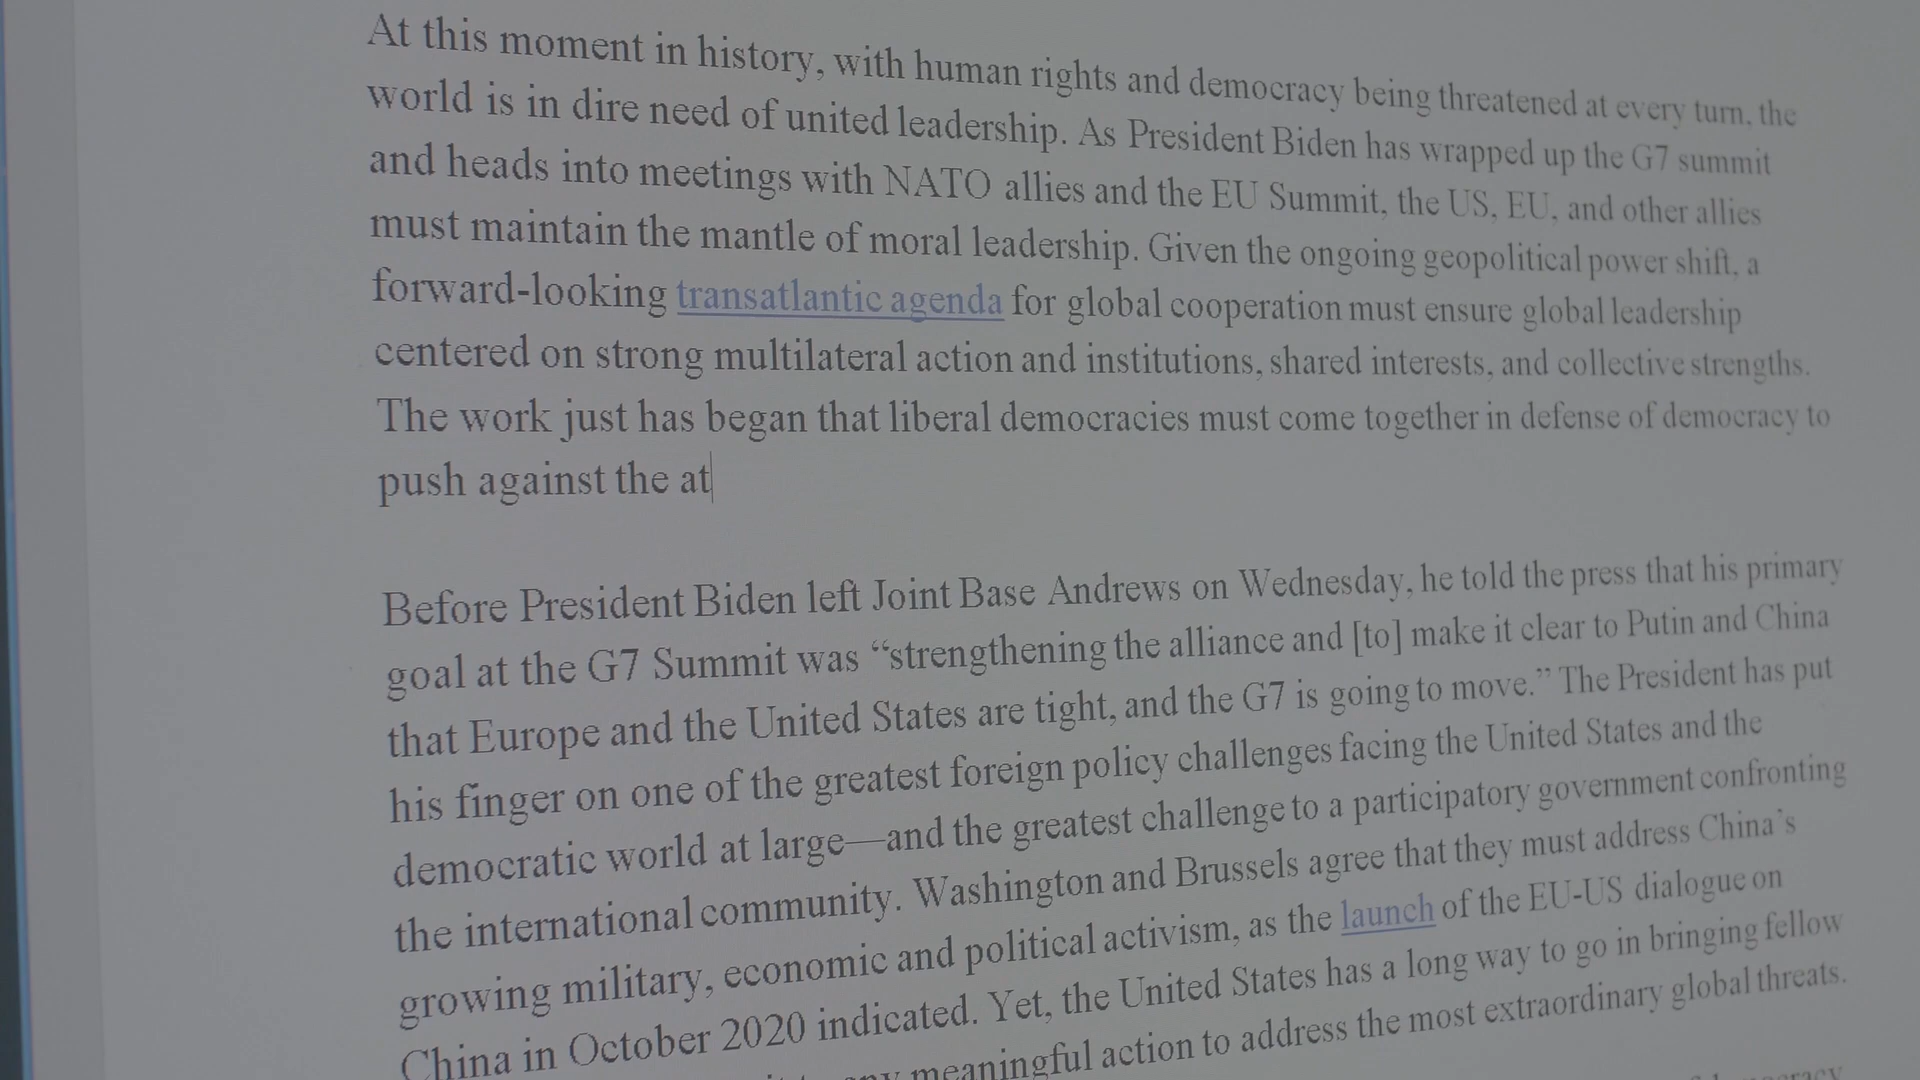 At this moment in history, with human rights and democracy being threatened at every turn, the
world is in dire need of united leadership. As President Biden has wrapped up the G7 summit
and heads into meetings with NATO allies and the EU Summit, the US, EU, and other allies
must maintain the mantle of moral leadership. Given the ongoing geopolitical power shift, a
forward-looking transatlantic agenda for global cooperation must ensure global leadership
centered on strong multilateral action and institutions, shared interests, and collective strengths.
The work just has began that liberal democracies must come together in defense of democracy to
push against the at
Before President Biden left Joint Base Andrews on Wednesday, he told the press that his primary
goal at the G7 Summit was “strengthening the alliance and [to] make it clear to Putin and China
that Europe and the United States are tight, and the G7 is going to move.” The President has put
his finger on one of the greatest foreign policy challenges facing the United States and the
democratic world at large—and the greatest challenge to a participatory government confronting
the international community. Washington and Brussels agree that they must address China’s
growing military, economic and political activism, as the launch of the EU-US dialogue on
China in October 2020 indicated. Yet, the United States has a long way to go in bringing fellow
meaningful action to address the most extraordinary global threats.